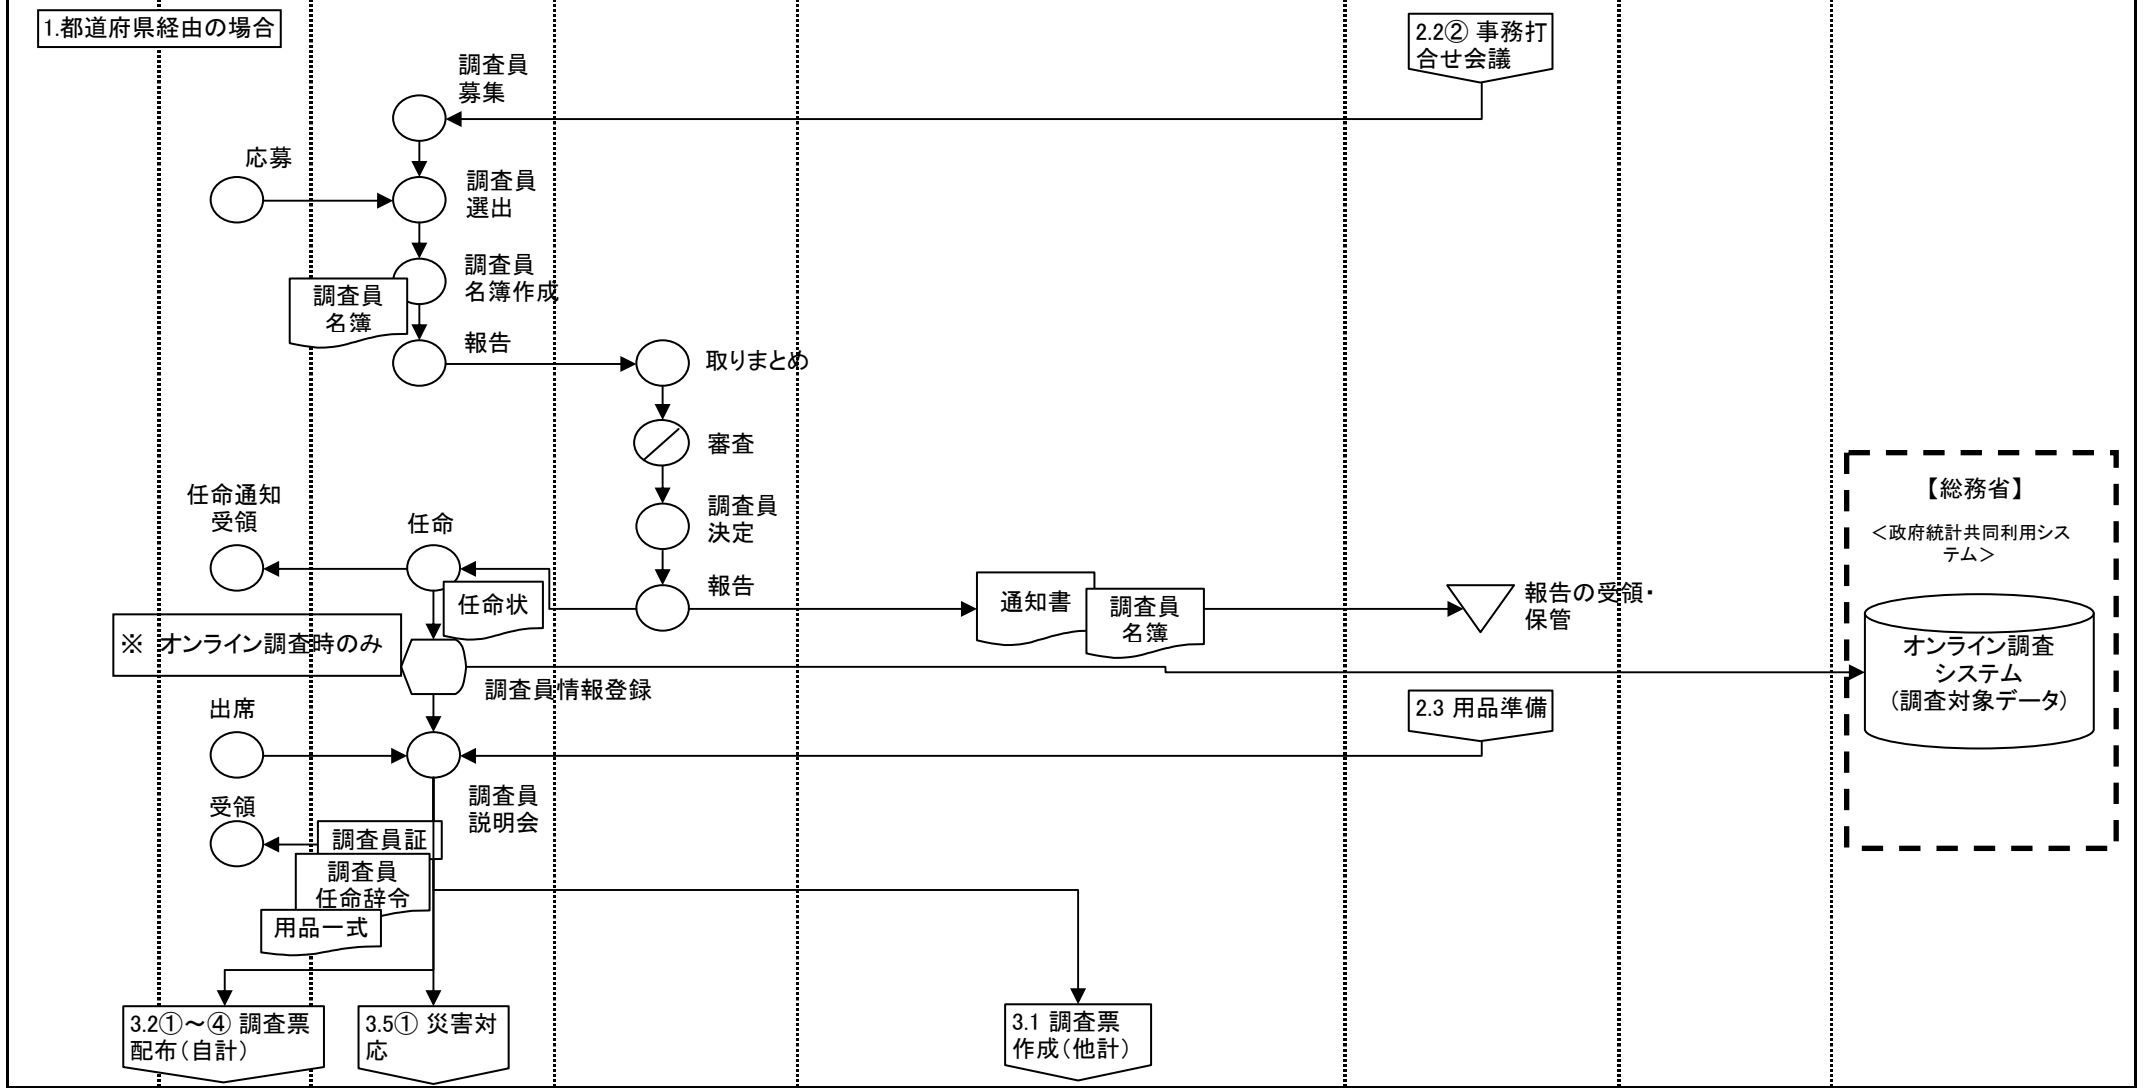 1.都道府県経由の場合
2.2② 事務打
合せ会議
調査員
募集
応募
調査員
選出
調査員
名簿作成
調査員
名簿
報告
取りまとめ
審査
調査員
決定
任命通知
受領
任命
報告
任命状
通知書
調査員
名簿
報告の受領・
保管
【総務省】
＜政府統計共同利用シス
テム＞
オンライン調査
システム
(調査対象データ)
※ オンライン調査時のみ
調査員情報登録
出席
2.3 用品準備
調査員
説明会
受領
調査員証
調査員
任命辞令
用品一式
3.2①～④ 調査票
配布(自計)
3.5① 災害対
応
3.1 調査票
作成(他計)